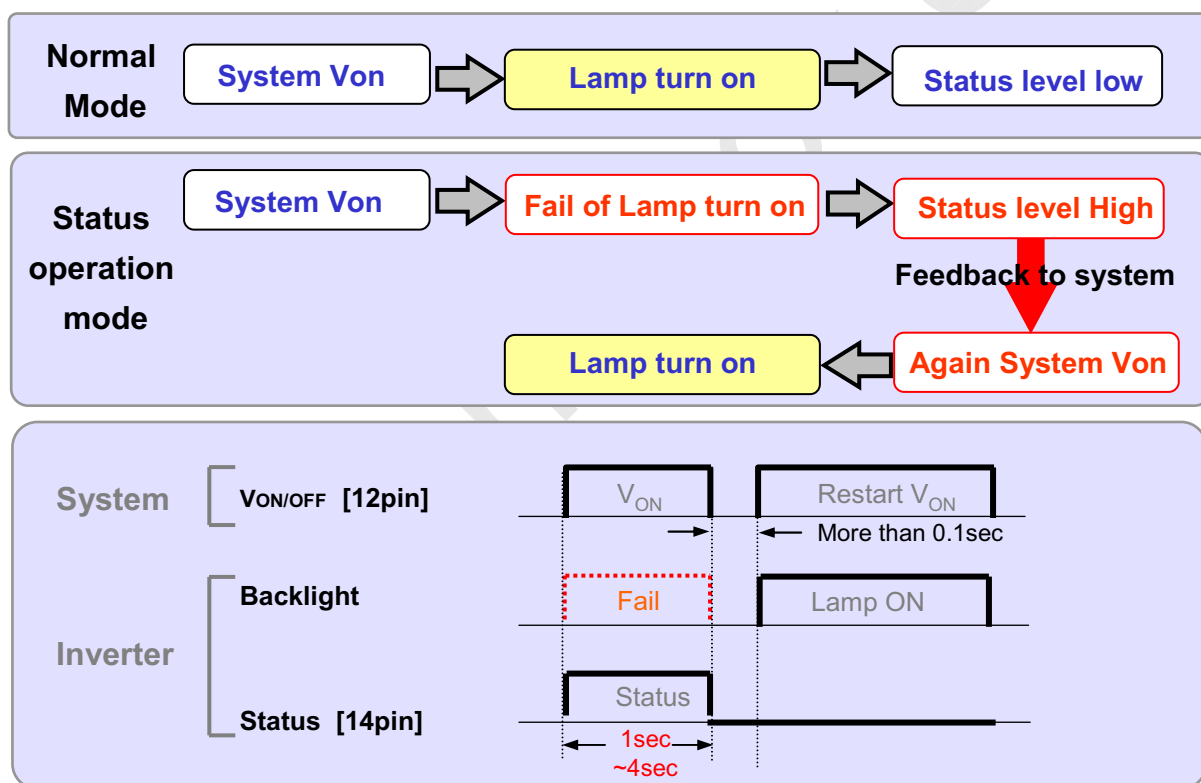 Normal
Mode
System Von
Lamp turn on
Status level low
Status
operation
mode
System Von
Fail of Lamp turn on
Status level High
Feedback to system
Lamp turn on
Again System Von
System
VON/OFF [12pin]
VON
Restart VON
More than 0.1sec
Inverter
Backlight
Fail
Lamp ON
Status [14pin]
Status
1sec
~4sec